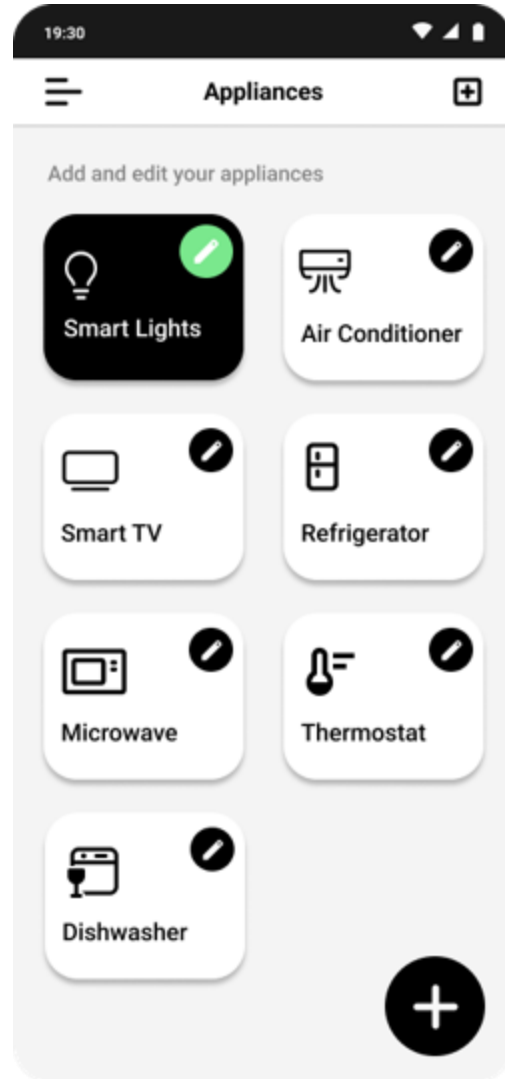 19:30
Appliances
Add and edit your appliances
Smart Lights
Air Conditioner
Smart TV
Refrigerator
Microwave
Thermostat
Dishwasher